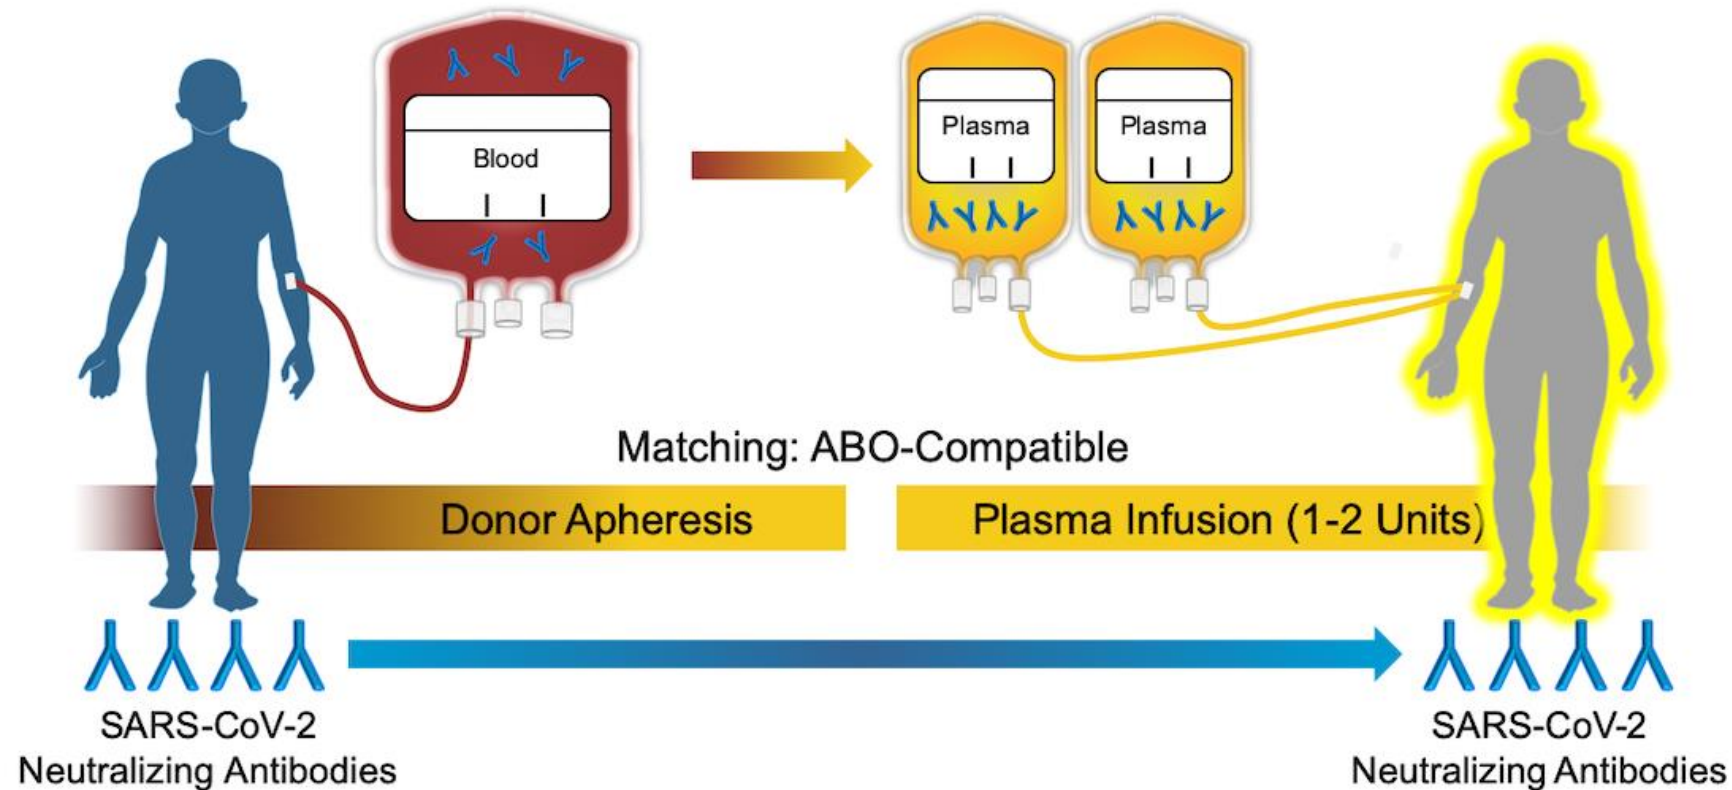 Blood
Plasma
Plasma
Matching: ABO-Compatible
Donor Apheresis
Plasma Infusion (1-2 Units)
SARS-CoV-2
Neutralizing Antibodies
SARS-CoV-2
Neutralizing Antibodies